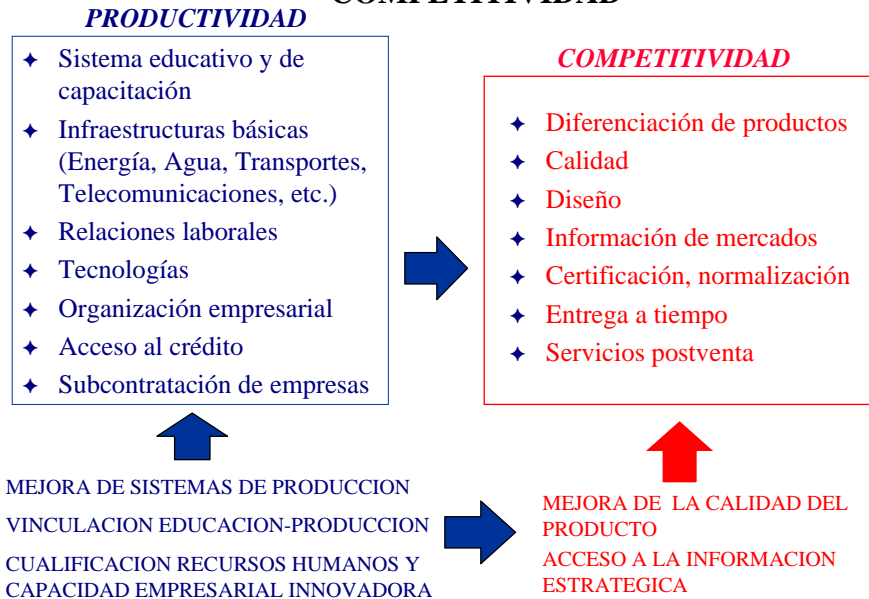 COMPETITIVIDAD
PRODUCTIVIDAD
Sistema educativo y de
capacitación
Infraestructuras básicas
(Energía, Agua, Transportes,
Telecomunicaciones, etc.)
Relaciones laborales
Tecnologías
Organización empresarial
Acceso al crédito
Subcontratación de empresas
COMPETITIVIDAD
Diferenciación de productos
Calidad
Diseño
Información de mercados
Certificación, normalización
Entrega a tiempo
Servicios postventa
MEJORA DE SISTEMAS DE PRODUCCION
VINCULACION EDUCACION-PRODUCCION
CUALIFICACION RECURSOS HUMANOS Y
CAPACIDAD EMPRESARIAL INNOVADORA
MEJORA DE LA CALIDAD DEL
PRODUCTO
ACCESO A LA INFORMACION
ESTRATEGICA